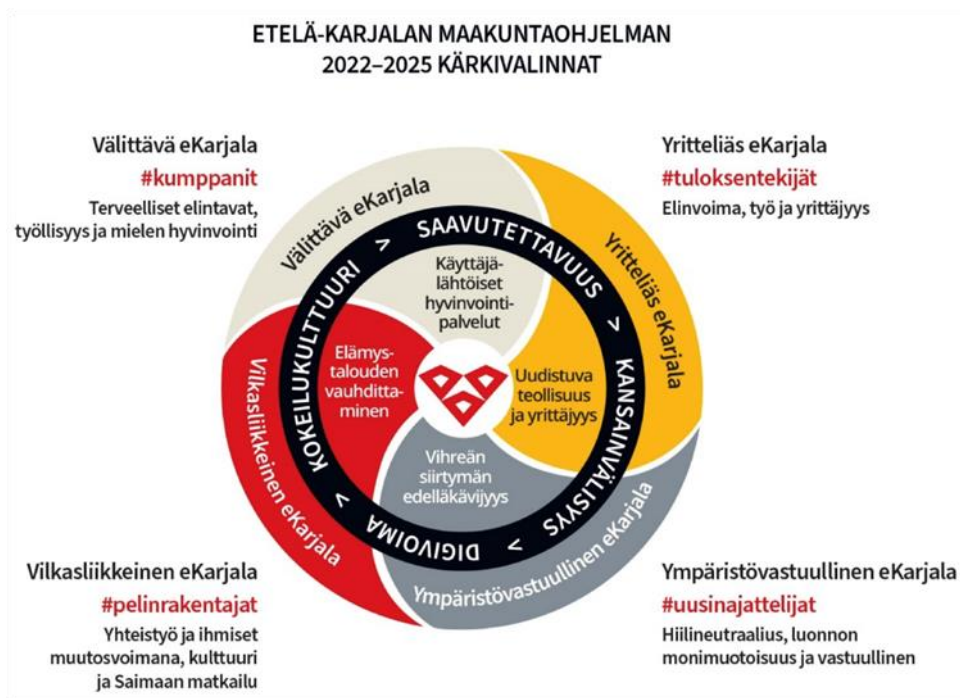 ETELÄ-KARJALAN MAAKUNTAOHJELMAN
2022–2025 KÄRKIVALINNAT
Välittävä eKarjala
#kumppanit
Terveelliset elintavat,
työllisyys ja mielen hyvinvointi
Yritteliäs eKarjala
#tuloksentekijät
Elinvoima, työ ja yrittäjyys
Välittävä eKarjala
Yritteliäs eKarjala
Ympäristövastuullinen eKarjala
Vilkasliikkeinen eKarjala
SAAVUTETTAVUUS >
KANSAINVÄLISYYS >
DIGIVOIMA >
KOKEILUKULTTUURI >
Käyttäjä-
lähtöiset
hyvinvointi-
palvelut
Elämys-
talouden
vauhditta-
minen
Uudistuva
teollisuus
ja yrittäjyys
Vihreän
siirtymän
edelläkävijyys
Vilkasliikkeinen eKarjala
#pelinrakentajat
Yhteistyö ja ihmiset
muutosvoimana, kulttuuri
ja Saimaan matkailu
Ympäristövastuullinen eKarjala
#uusinajattelijat
Hiilineutraalius, luonnon
monimuotoisuus ja vastuullinen